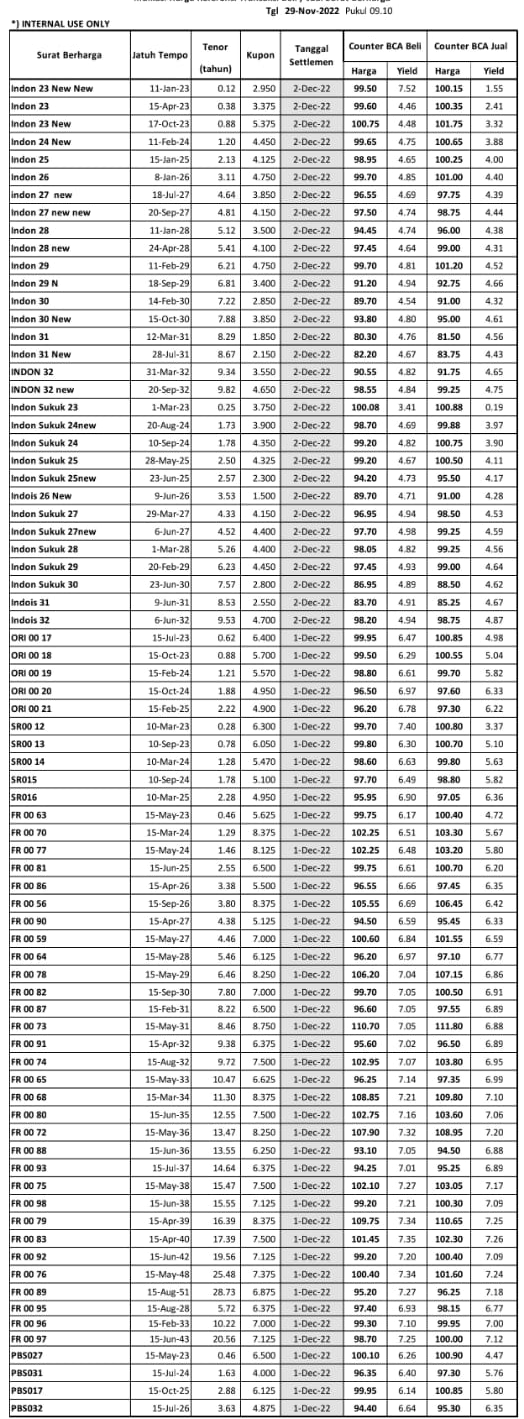 Tgl 29-Nov-2022 Pukul 09.10
*) INTERNAL USE ONLY
Surat Berharga Jatuh Tempo Tenor (tahun) Kupon Tanggal Settlemen Counter BCA Beli Counter BCA Jual
Harga Yield Harga Yield
Indon 23 New New 11-Jan-23 0.12 2.950 2-Dec-22 99.50 7.52 100.15 1.55
Indon 23 15-Apr-23 0.38 3.375 2-Dec-22 99.60 4.46 100.35 2.41
Indon 23 New 17-Oct-23 0.88 5.375 2-Dec-22 100.75 4.48 101.75 3.32
Indon 24 New 11-Feb-24 1.20 4.450 2-Dec-22 99.65 4.75 100.65 3.88
Indon 25 15-Jan-25 2.13 4.125 2-Dec-22 98.95 4.65 100.25 4.00
Indon 26 8-Jan-26 3.11 4.750 2-Dec-22 99.70 4.85 101.00 4.40
indon 27 new 18-Jul-27 4.64 3.850 2-Dec-22 96.55 4.69 97.75 4.39
Indon 27 new new 20-Sep-27 4.81 4.150 2-Dec-22 97.50 4.74 98.75 4.44
Indon 28 11-Jan-28 5.12 3.500 2-Dec-22 94.45 4.74 96.00 4.38
Indon 28 new 24-Apr-28 5.41 4.100 2-Dec-22 97.45 4.64 99.00 4.31
Indon 29 11-Feb-29 6.21 4.750 2-Dec-22 99.70 4.81 101.20 4.52
Indon 29 N 18-Sep-29 6.81 3.400 2-Dec-22 91.20 4.94 92.75 4.66
Indon 30 14-Feb-30 7.22 2.850 2-Dec-22 89.70 4.54 91.00 4.32
Indon 30 New 15-Oct-30 7.88 3.850 2-Dec-22 93.80 4.80 95.00 4.61
Indon 31 12-Mar-31 8.29 1.850 2-Dec-22 80.30 4.76 81.50 4.56
Indon 31 New 28-Jul-31 8.67 2.150 2-Dec-22 82.20 4.67 83.75 4.43
INDON 32 31-Mar-32 9.34 3.550 2-Dec-22 90.55 4.82 91.75 4.65
INDON 32 new 20-Sep-32 9.82 4.650 2-Dec-22 98.55 4.84 99.25 4.75
Indon Sukuk 23 1-Mar-23 0.25 3.750 2-Dec-22 100.08 3.41 100.88 0.19
Indon Sukuk 24new 20-Aug-24 1.73 3.900 2-Dec-22 98.70 4.69 99.88 3.97
Indon Sukuk 24 10-Sep-24 1.78 4.350 2-Dec-22 99.20 4.82 100.75 3.90
Indon Sukuk 25 28-May-25 2.50 4.325 2-Dec-22 99.20 4.67 100.50 4.11
Indon Sukuk 25new 23-Jun-25 2.57 2.300 2-Dec-22 94.20 4.73 95.50 4.17
Indois 26 New 9-Jun-26 3.53 1.500 2-Dec-22 89.70 4.71 91.00 4.28
Indon Sukuk 27 29-Mar-27 4.33 4.150 2-Dec-22 96.95 4.94 98.50 4.53
Indon Sukuk 27new 6-Jun-27 4.52 4.400 2-Dec-22 97.70 4.98 99.25 4.59
Indon Sukuk 28 1-Mar-28 5.26 4.400 2-Dec-22 98.05 4.82 99.25 4.56
Indon Sukuk 29 20-Feb-29 6.23 4.450 2-Dec-22 97.45 4.93 99.00 4.64
Indon Sukuk 30 23-Jun-30 7.57 2.800 2-Dec-22 86.95 4.89 88.50 4.62
Indois 31 9-Jun-31 8.53 2.550 2-Dec-22 83.70 4.91 85.25 4.67
Indois 32 6-Jun-32 9.53 4.700 2-Dec-22 98.20 4.94 98.75 4.87
ORI 00 17 15-Jul-23 0.62 6.400 1-Dec-22 99.95 6.47 100.85 4.98
ORI 00 18 15-Oct-23 0.88 5.700 1-Dec-22 99.50 6.29 100.55 5.04
ORI 00 19 15-Feb-24 1.21 5.570 1-Dec-22 98.80 6.61 99.70 5.82
ORI 00 20 15-Oct-24 1.88 4.950 1-Dec-22 96.50 6.97 97.60 6.33
ORI 00 21 15-Feb-25 2.22 4.900 1-Dec-22 96.20 6.78 97.30 6.22
SR00 12 10-Mar-23 0.28 6.300 1-Dec-22 99.70 7.40 100.80 3.37
SR00 13 10-Sep-23 0.78 6.050 1-Dec-22 99.80 6.30 100.70 5.10
SR00 14 10-Mar-24 1.28 5.470 1-Dec-22 98.60 6.63 99.80 5.63
SR015 10-Sep-24 1.78 5.100 1-Dec-22 97.70 6.49 98.80 5.82
SR016 10-Mar-25 2.28 4.950 1-Dec-22 95.95 6.90 97.05 6.36
FR 00 63 15-May-23 0.46 5.625 1-Dec-22 99.75 6.17 100.40 4.72
FR 00 70 15-Mar-24 1.29 8.375 1-Dec-22 102.25 6.51 103.30 5.67
FR 00 77 15-May-24 1.46 8.125 1-Dec-22 102.25 6.48 103.20 5.80
FR 00 81 15-Jun-25 2.55 6.500 1-Dec-22 99.75 6.61 100.70 6.20
FR 00 86 15-Apr-26 3.38 5.500 1-Dec-22 96.55 6.66 97.45 6.35
FR 00 56 15-Sep-26 3.80 8.375 1-Dec-22 105.55 6.69 106.45 6.42
FR 00 90 15-Apr-27 4.38 5.125 1-Dec-22 94.50 6.59 95.45 6.33
FR 00 59 15-May-27 4.46 7.000 1-Dec-22 100.60 6.84 101.55 6.59
FR 00 64 15-May-28 5.46 6.125 1-Dec-22 96.20 6.97 97.10 6.77
FR 00 78 15-May-29 6.46 8.250 1-Dec-22 106.20 7.04 107.15 6.86
FR 00 82 15-Sep-30 7.80 7.000 1-Dec-22 99.70 7.05 100.50 6.91
FR 00 87 15-Feb-31 8.22 6.500 1-Dec-22 96.60 7.05 97.55 6.89
FR 00 73 15-May-31 8.46 8.750 1-Dec-22 110.70 7.05 111.80 6.88
FR 00 91 15-Apr-32 9.38 6.375 1-Dec-22 95.60 7.02 96.50 6.89
FR 00 74 15-Aug-32 9.72 7.500 1-Dec-22 102.95 7.07 103.80 6.95
FR 00 65 15-May-33 10.47 6.625 1-Dec-22 96.25 7.14 97.35 6.99
FR 00 68 15-Mar-34 11.30 8.375 1-Dec-22 108.85 7.21 109.80 7.10
FR 00 80 15-Jun-35 12.55 7.500 1-Dec-22 102.75 7.16 103.60 7.06
FR 00 72 15-May-36 13.47 8.250 1-Dec-22 107.90 7.32 108.95 7.20
FR 00 88 15-Jun-36 13.55 6.250 1-Dec-22 93.10 7.05 94.50 6.88
FR 00 93 15-Jul-37 14.64 6.375 1-Dec-22 94.25 7.01 95.25 6.89
FR 00 75 15-May-38 15.47 7.500 1-Dec-22 102.10 7.27 103.05 7.17
FR 00 98 15-Jun-38 15.55 7.125 1-Dec-22 99.20 7.21 100.30 7.09
FR 00 79 15-Apr-39 16.39 8.375 1-Dec-22 109.75 7.34 110.65 7.25
FR 00 83 15-Apr-40 17.39 7.500 1-Dec-22 101.45 7.35 102.30 7.26
FR 00 92 15-Jun-42 19.56 7.125 1-Dec-22 99.20 7.20 100.40 7.09
FR 00 76 15-May-48 25.48 7.375 1-Dec-22 100.40 7.34 101.60 7.24
FR 00 89 15-Aug-51 28.73 6.875 1-Dec-22 95.20 7.27 96.25 7.18
FR 00 95 15-Aug-28 5.72 6.375 1-Dec-22 97.40 6.93 98.15 6.77
FR 00 96 15-Feb-33 10.22 7.000 1-Dec-22 99.30 7.10 99.95 7.00
FR 00 97 15-Jun-43 20.56 7.125 1-Dec-22 98.70 7.25 100.00 7.12
PBS027 15-May-23 0.46 6.500 1-Dec-22 100.10 6.26 100.90 4.47
PBS031 15-Jul-24 1.63 4.000 1-Dec-22 96.35 6.40 97.30 5.76
PBS017 15-Oct-25 2.88 6.125 1-Dec-22 99.95 6.14 100.85 5.80
PBS032 15-Jul-26 3.63 4.875 1-Dec-22 94.40 6.64 95.30 6.35